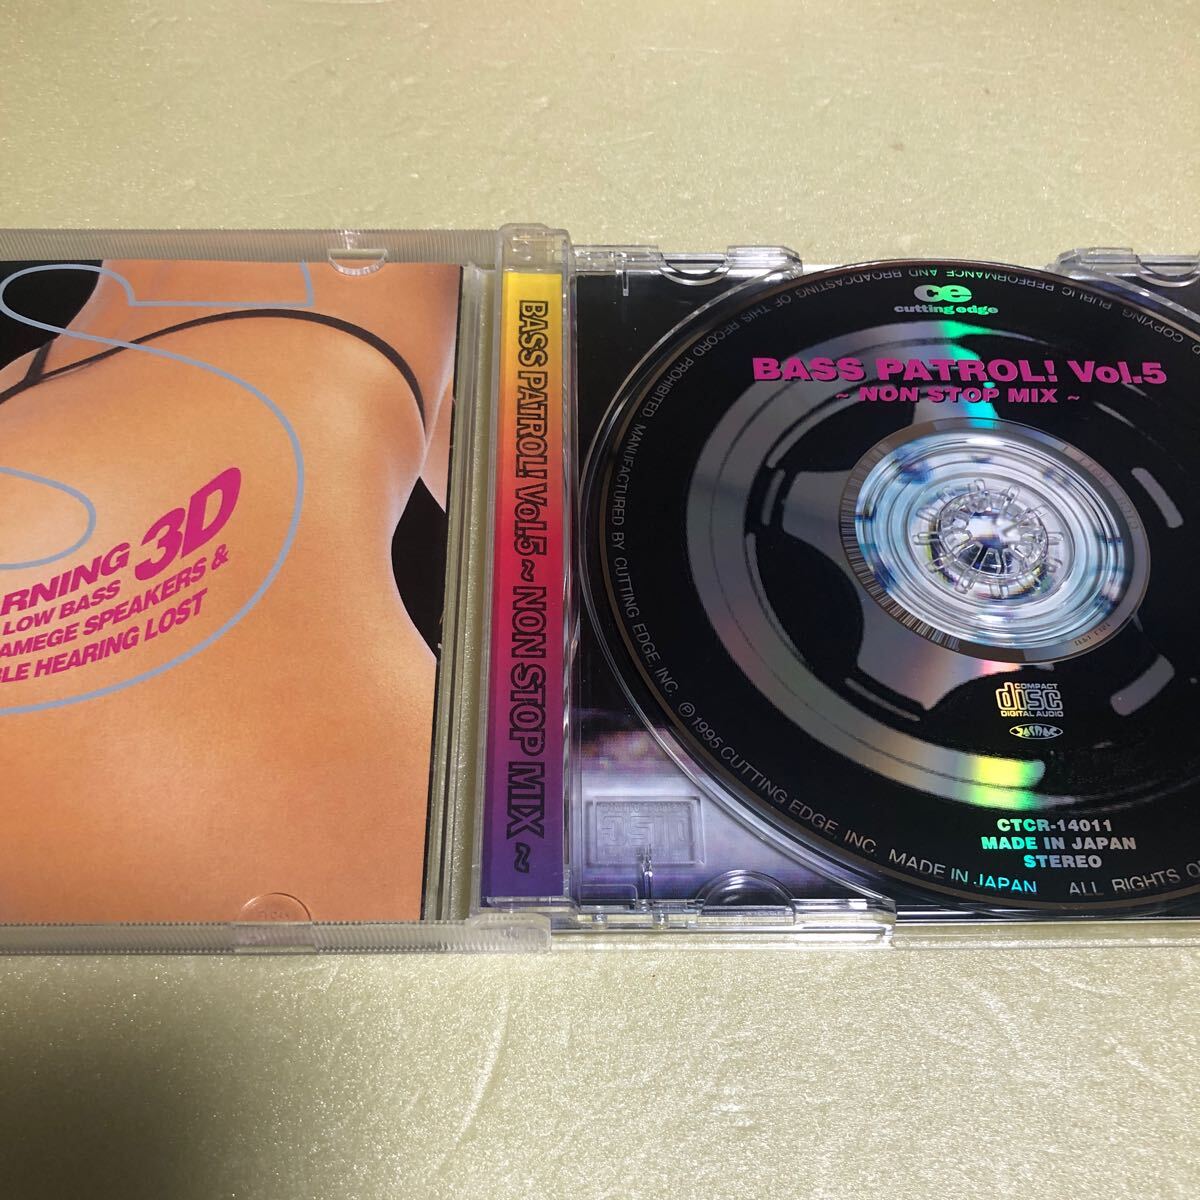 3D
ARNING
LOW BASS
AMEGE SPEAKERS &
BLE HEARING LOST
BASS PATROL! Vol.5 ~ NON STOP MIX ~
ce
cutting edge
BASS PATROL! Vol.5
~ NON STOP MIX ~
COMPACT
disc
DIGITAL AUDIO
CTCR-14011
MADE IN JAPAN
STEREO
COPYING, PUBLIC PERFORMANCE AND BROADCASTING OF THIS RECORD PROHIBITED. MANUFACTURED BY CUTTING EDGE, INC. ℗ 1995 CUTTING EDGE, INC. MADE IN JAPAN ALL RIGHTS